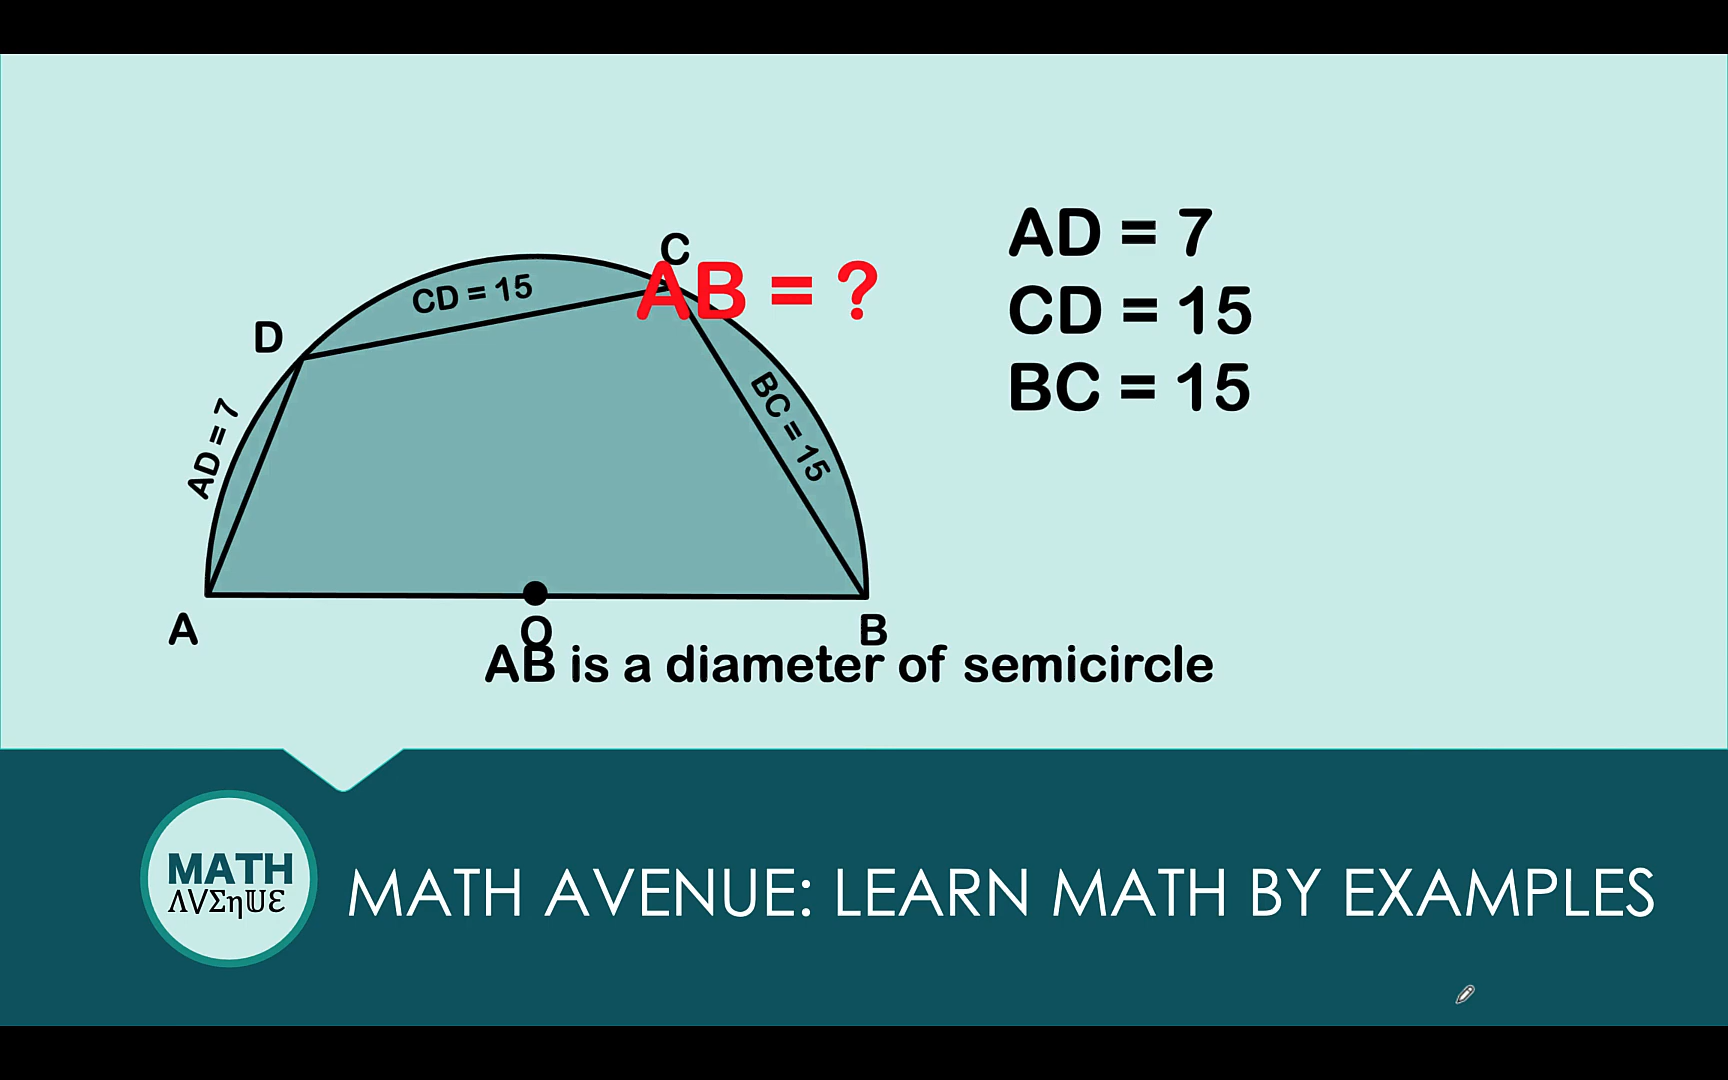 C
AB = ?
CD = 15
D
AD = 7
BC = 15
A
O
B
AD = 7
CD = 15
BC = 15
AB is a diameter of semicircle
MATH
ΛVΣηᙀƐ
MATH AVENUE: LEARN MATH BY EXAMPLES